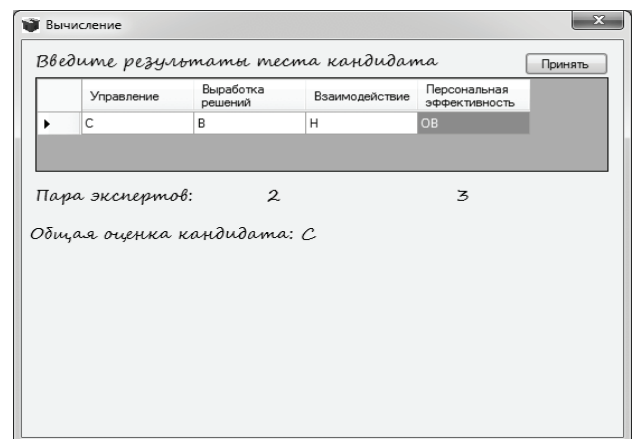 Вычисление
Введите результаты теста кандидата
Принять
Управление Выработка решений Взаимодействие Персональная эффективность
С В Н ОВ
Пара экспертов: 2 3
Общая оценка кандидата: С